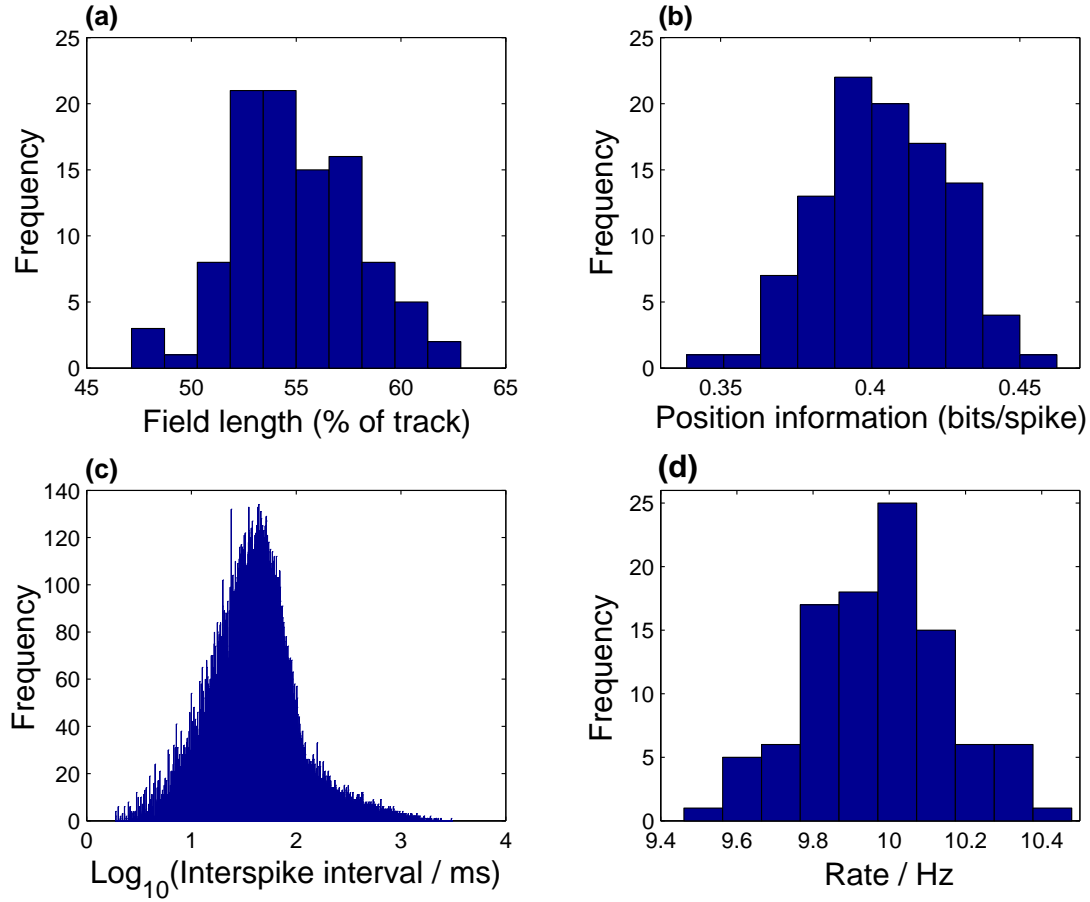 (a)
25
20
15
10
5
0
45 50 55 60 65
Frequency
Field length (% of track)
(b)
25
20
15
10
5
0
0.35 0.4 0.45
Frequency
Position information (bits/spike)
(c)
140
120
100
80
60
40
20
0
0 1 2 3 4
Frequency
Log10(Interspike interval / ms)
(d)
25
20
15
10
5
0
9.4 9.6 9.8 10 10.2 10.4
Frequency
Rate / Hz